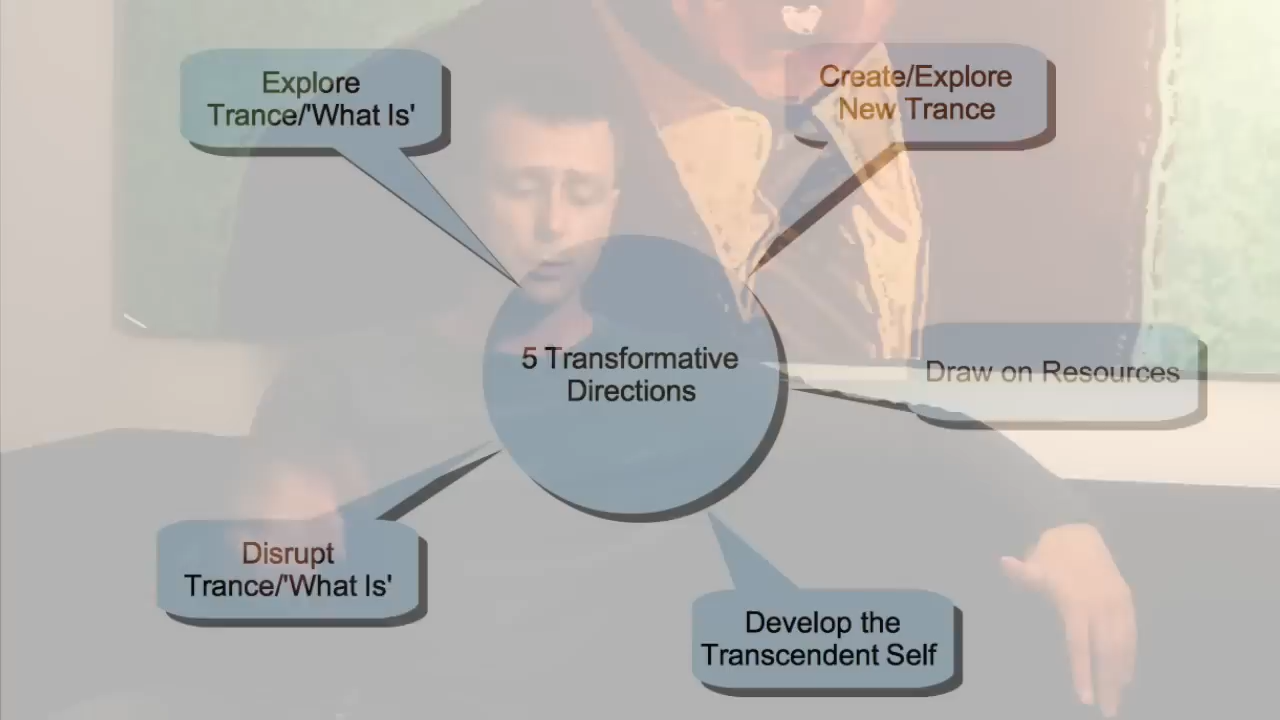 Explore
Trance/'What Is'
Create/Explore
New Trance
5 Transformative
Directions
Draw on Resources
Disrupt
Trance/'What Is'
Develop the
Transcendent Self